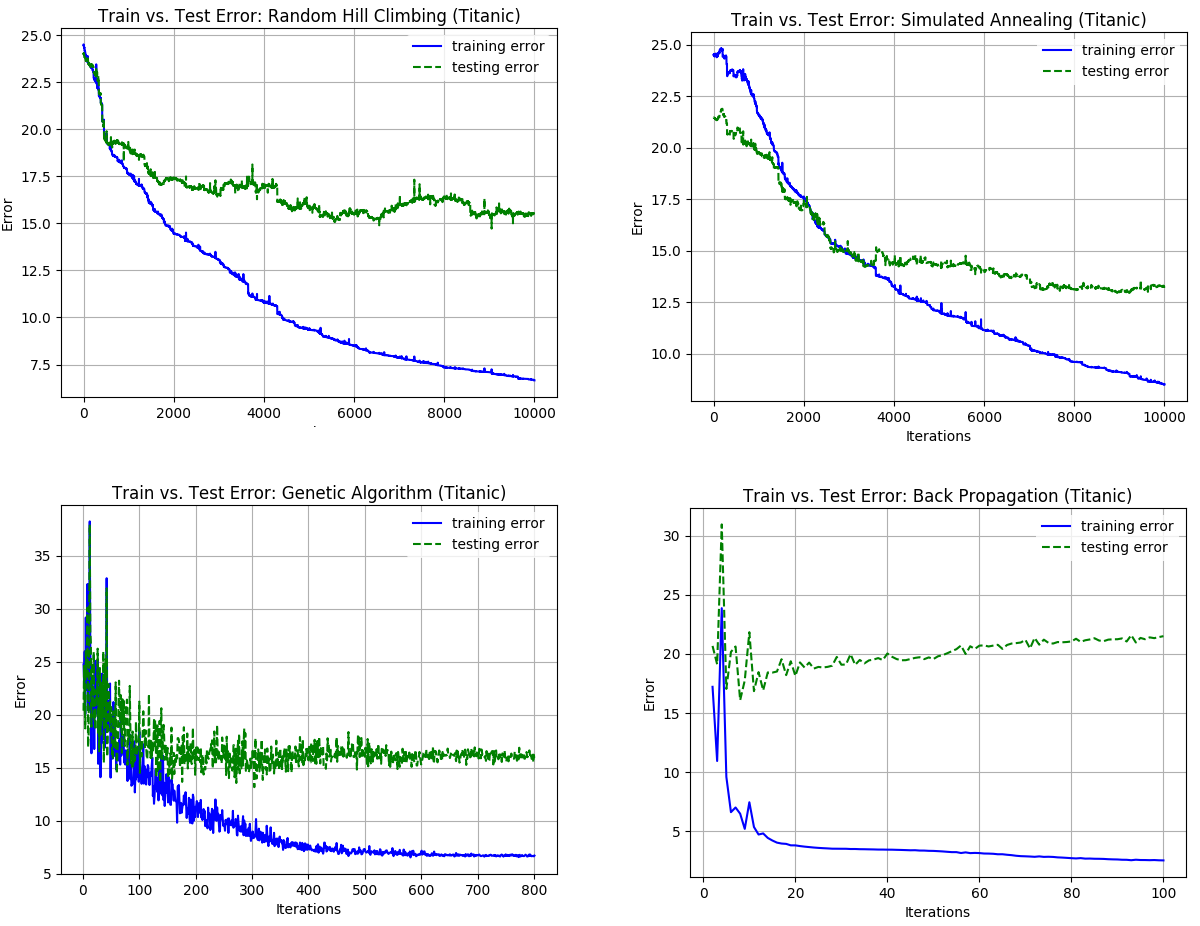 Train vs. Test Error: Random Hill Climbing (Titanic)
training error
testing error
Error
25.0
22.5
20.0
17.5
15.0
12.5
10.0
7.5
0 2000 4000 6000 8000 10000
Train vs. Test Error: Simulated Annealing (Titanic)
training error
testing error
Error
25.0
22.5
20.0
17.5
15.0
12.5
10.0
0 2000 4000 6000 8000 10000
Iterations
Train vs. Test Error: Genetic Algorithm (Titanic)
training error
testing error
Error
35
30
25
20
15
10
5
0 100 200 300 400 500 600 700 800
Iterations
Train vs. Test Error: Back Propagation (Titanic)
training error
testing error
Error
30
25
20
15
10
5
0 20 40 60 80 100
Iterations